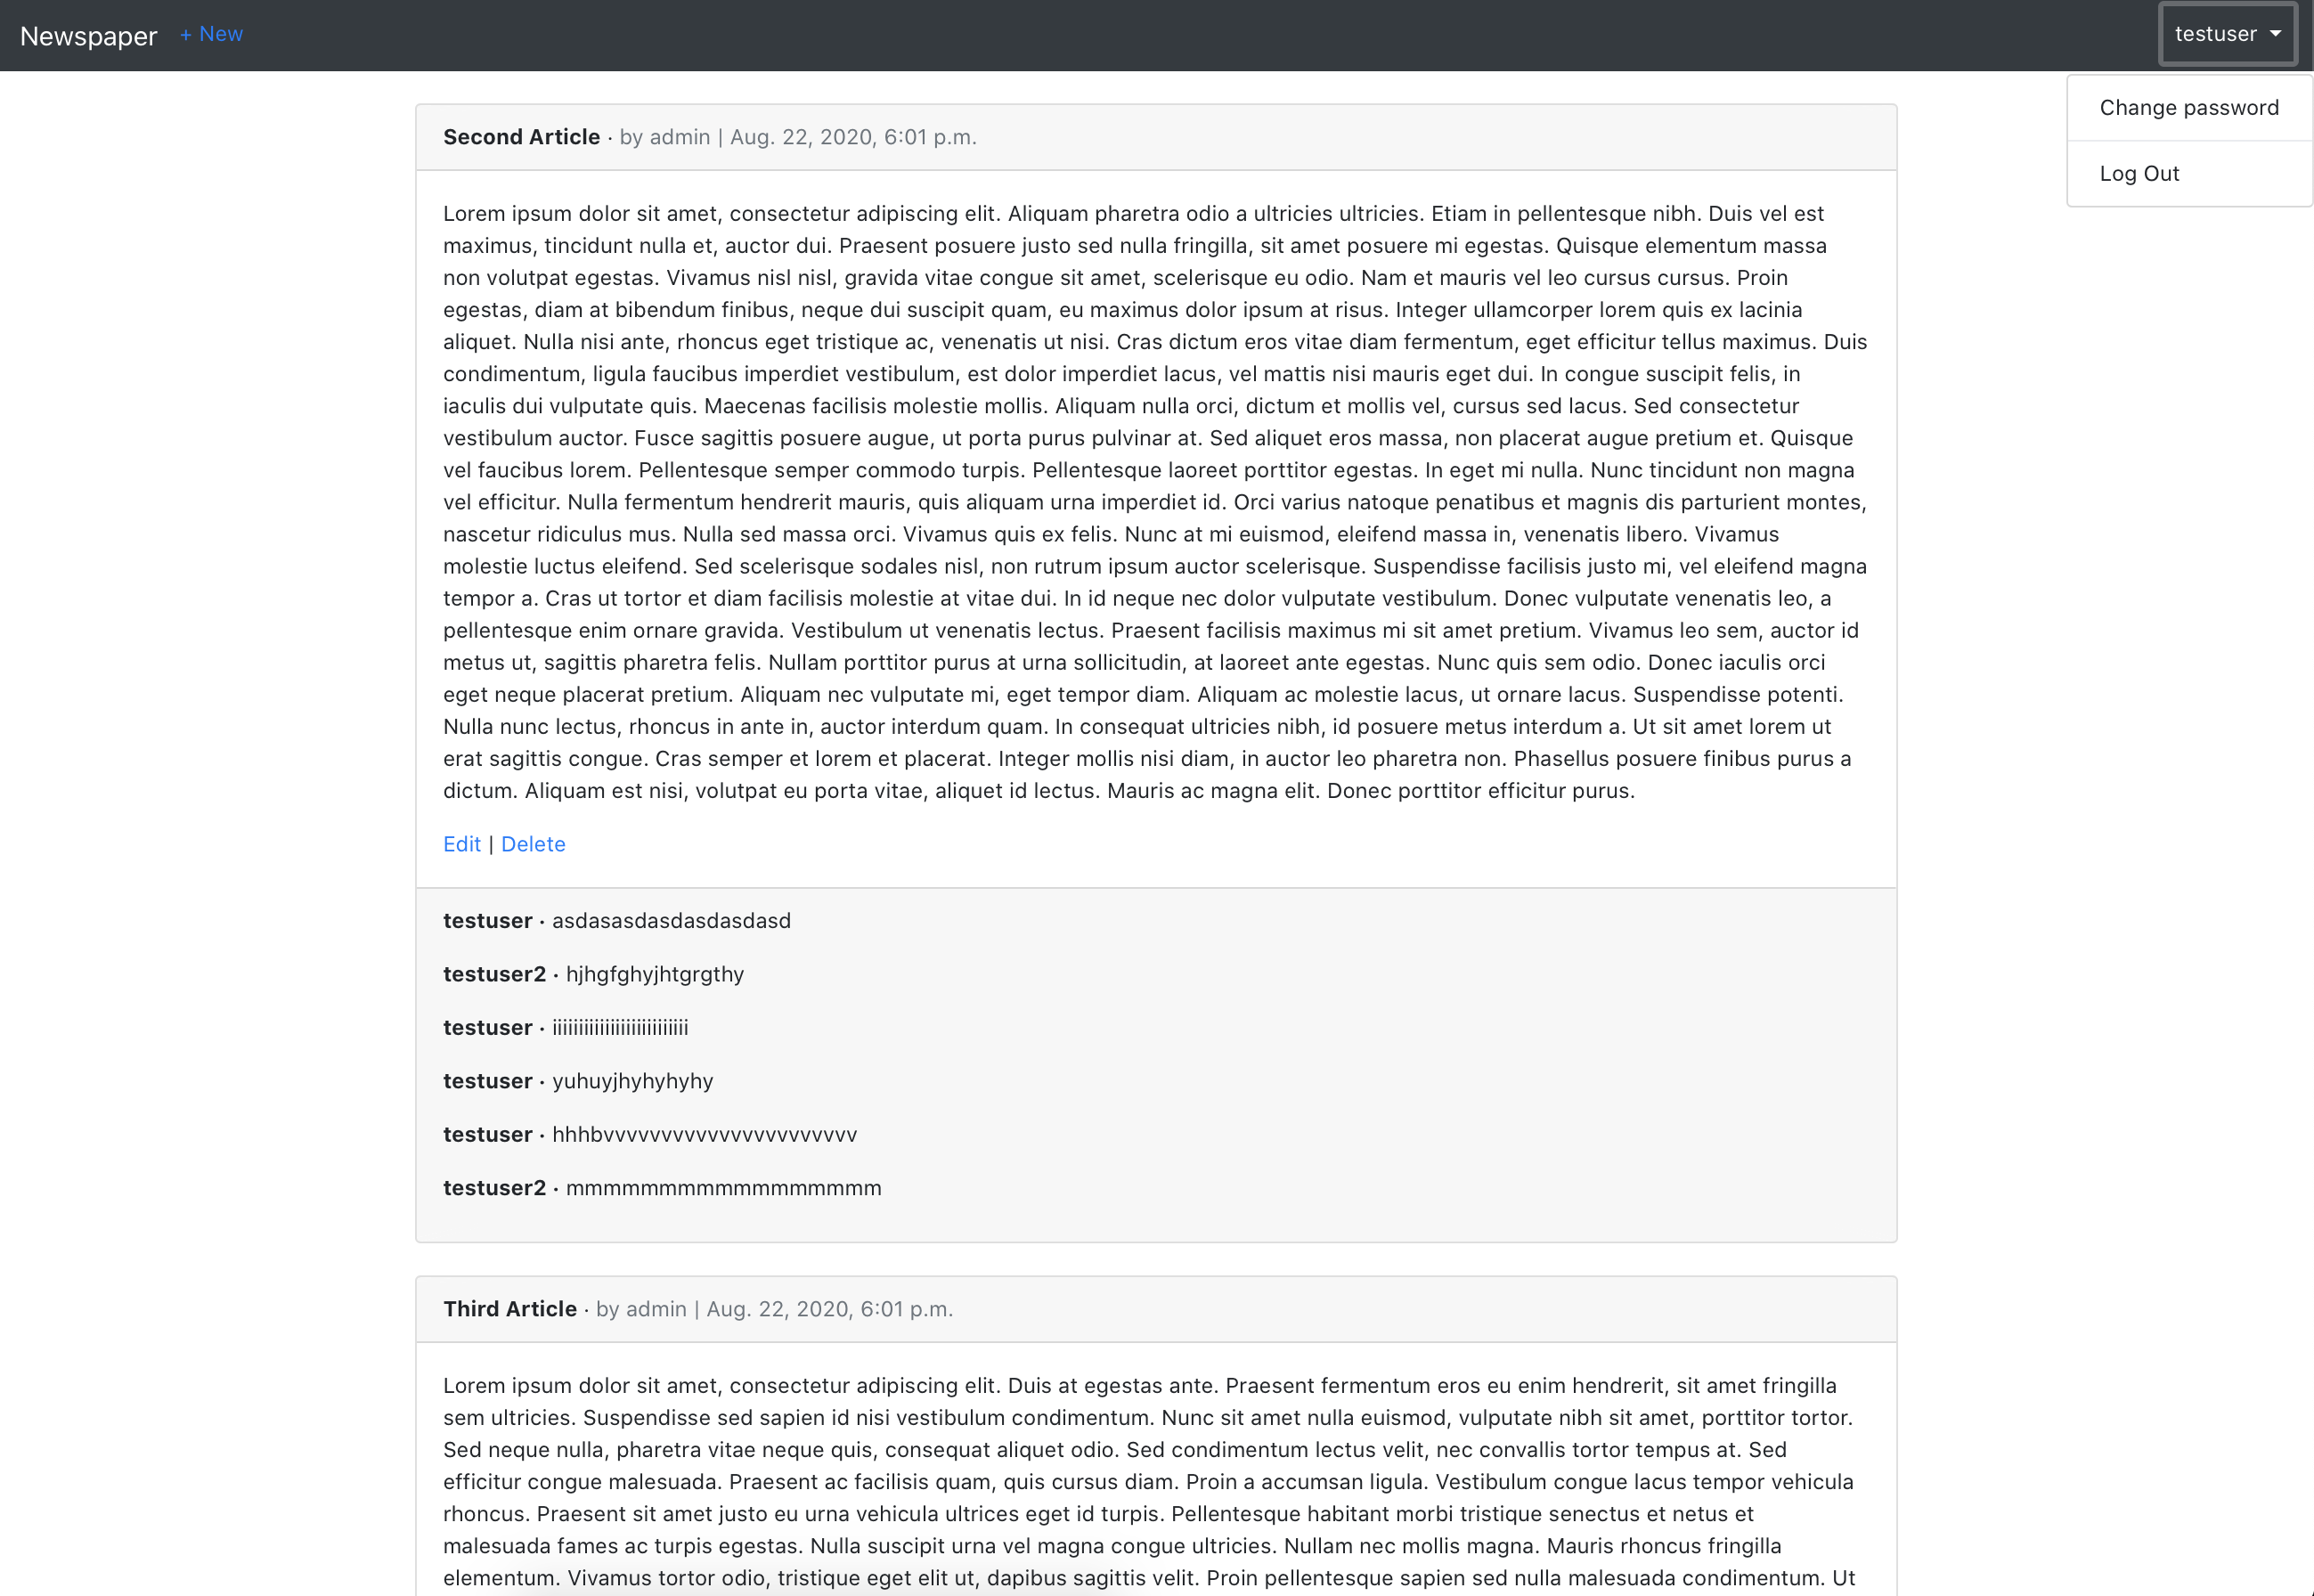 Newspaper + New testuser
Change password
Log Out
Second Article · by admin | Aug. 22, 2020, 6:01 p.m.
Lorem ipsum dolor sit amet, consectetur adipiscing elit. Aliquam pharetra odio a ultricies ultricies. Etiam in pellentesque nibh. Duis vel est
maximus, tincidunt nulla et, auctor dui. Praesent posuere justo sed nulla fringilla, sit amet posuere mi egestas. Quisque elementum massa
non volutpat egestas. Vivamus nisl nisl, gravida vitae congue sit amet, scelerisque eu odio. Nam et mauris vel leo cursus cursus. Proin
egestas, diam at bibendum finibus, neque dui suscipit quam, eu maximus dolor ipsum at risus. Integer ullamcorper lorem quis ex lacinia
aliquet. Nulla nisi ante, rhoncus eget tristique ac, venenatis ut nisi. Cras dictum eros vitae diam fermentum, eget efficitur tellus maximus. Duis
condimentum, ligula faucibus imperdiet vestibulum, est dolor imperdiet lacus, vel mattis nisi mauris eget dui. In congue suscipit felis, in
iaculis dui vulputate quis. Maecenas facilisis molestie mollis. Aliquam nulla orci, dictum et mollis vel, cursus sed lacus. Sed consectetur
vestibulum auctor. Fusce sagittis posuere augue, ut porta purus pulvinar at. Sed aliquet eros massa, non placerat augue pretium et. Quisque
vel faucibus lorem. Pellentesque semper commodo turpis. Pellentesque laoreet porttitor egestas. In eget mi nulla. Nunc tincidunt non magna
vel efficitur. Nulla fermentum hendrerit mauris, quis aliquam urna imperdiet id. Orci varius natoque penatibus et magnis dis parturient montes,
nascetur ridiculus mus. Nulla sed massa orci. Vivamus quis ex felis. Nunc at mi euismod, eleifend massa in, venenatis libero. Vivamus
molestie luctus eleifend. Sed scelerisque sodales nisl, non rutrum ipsum auctor scelerisque. Suspendisse facilisis justo mi, vel eleifend magna
tempor a. Cras ut tortor et diam facilisis molestie at vitae dui. In id neque nec dolor vulputate vestibulum. Donec vulputate venenatis leo, a
pellentesque enim ornare gravida. Vestibulum ut venenatis lectus. Praesent facilisis maximus mi sit amet pretium. Vivamus leo sem, auctor id
metus ut, sagittis pharetra felis. Nullam porttitor purus at urna sollicitudin, at laoreet ante egestas. Nunc quis sem odio. Donec iaculis orci
eget neque placerat pretium. Aliquam nec vulputate mi, eget tempor diam. Aliquam ac molestie lacus, ut ornare lacus. Suspendisse potenti.
Nulla nunc lectus, rhoncus in ante in, auctor interdum quam. In consequat ultricies nibh, id posuere metus interdum a. Ut sit amet lorem ut
erat sagittis congue. Cras semper et lorem et placerat. Integer mollis nisi diam, in auctor leo pharetra non. Phasellus posuere finibus purus a
dictum. Aliquam est nisi, volutpat eu porta vitae, aliquet id lectus. Mauris ac magna elit. Donec porttitor efficitur purus.
Edit | Delete
testuser · asdasasdasdasdasdasd
testuser2 · hjhgfghyjhtgrgthy
testuser · iiiiiiiiiiiiiiiiiiiiiiiiii
testuser · yuhuyjhyhyhyhy
testuser · hhhbvvvvvvvvvvvvvvvvvvvvvv
testuser2 · mmmmmmmmmmmmmmmmm
Third Article · by admin | Aug. 22, 2020, 6:01 p.m.
Lorem ipsum dolor sit amet, consectetur adipiscing elit. Duis at egestas ante. Praesent fermentum eros eu enim hendrerit, sit amet fringilla
sem ultricies. Suspendisse sed sapien id nisi vestibulum condimentum. Nunc sit amet nulla euismod, vulputate nibh sit amet, porttitor tortor.
Sed neque nulla, pharetra vitae neque quis, consequat aliquet odio. Sed condimentum lectus velit, nec convallis tortor tempus at. Sed
efficitur congue malesuada. Praesent ac facilisis quam, quis cursus diam. Proin a accumsan ligula. Vestibulum congue lacus tempor vehicula
rhoncus. Praesent sit amet justo eu urna vehicula ultrices eget id turpis. Pellentesque habitant morbi tristique senectus et netus et
malesuada fames ac turpis egestas. Nulla suscipit urna vel magna congue ultricies. Nullam nec mollis magna. Mauris rhoncus fringilla
elementum. Vivamus tortor odio, tristique eget elit ut, dapibus sagittis velit. Proin pellentesque sapien sed nulla malesuada condimentum. Ut